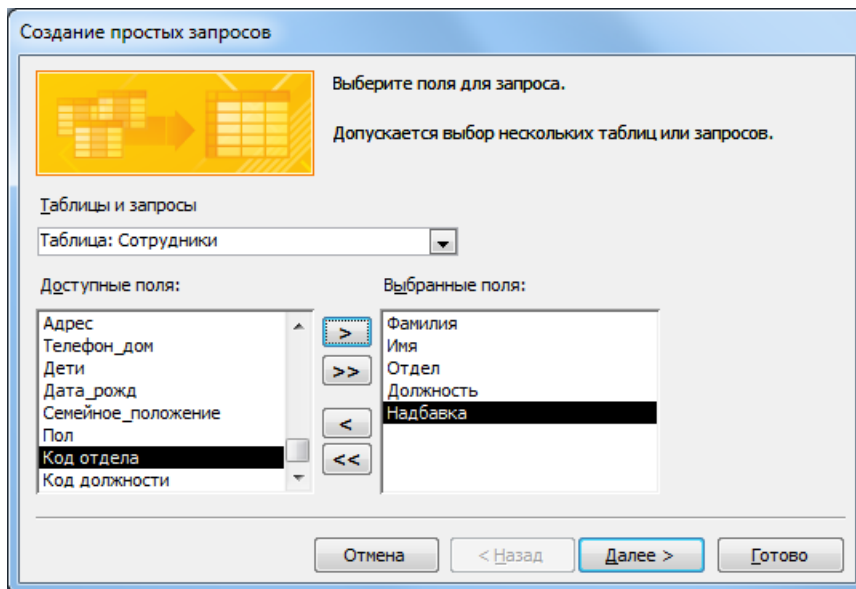 Создание простых запросов
Выберите поля для запроса.
Допускается выбор нескольких таблиц или запросов.
Таблицы и запросы
Таблица: Сотрудники
Доступные поля:
Выбранные поля:
Адрес
Телефон_дом
Дети
Дата_рожд
Семейное_положение
Пол
Код отдела
Код должности
>
>>
<
<<
Фамилия
Имя
Отдел
Должность
Надбавка
Отмена
< Назад
Далее >
Готово